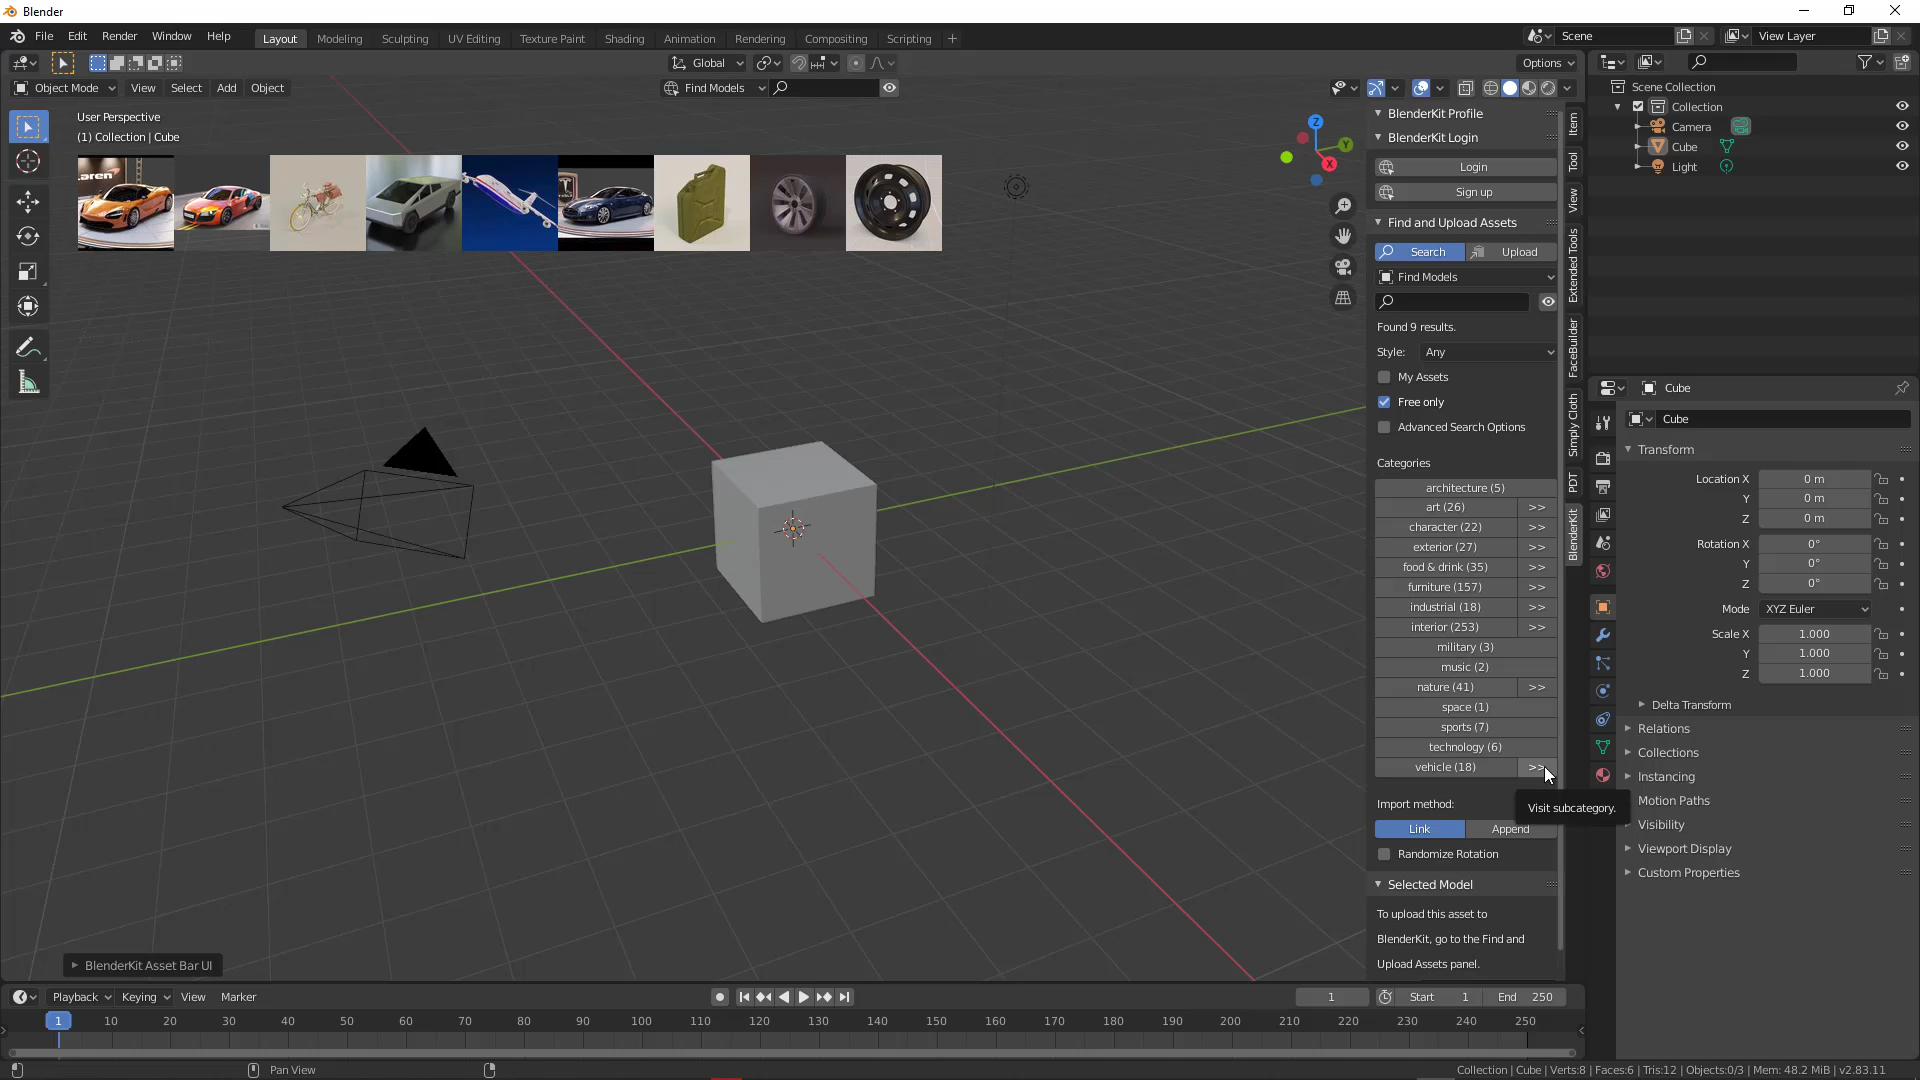 Blender
File Edit Render Window Help Layout Modeling Sculpting UV Editing Texture Paint Shading Animation Rendering Compositing Scripting + Scene View Layer
Global Options
Object Mode View Select Add Object Find Models
User Perspective
(1) Collection | Cube
aren
Z
Y
X
BlenderKit Profile
BlenderKit Login
Login
Sign up
Find and Upload Assets
Search Upload
Find Models
Found 9 results.
Style: Any
My Assets
Free only
Advanced Search Options
Categories
architecture (5)
art (26) >>
character (22) >>
exterior (27) >>
food & drink (35) >>
furniture (157) >>
industrial (18) >>
interior (253) >>
military (3)
music (2)
nature (41) >>
space (1)
sports (7)
technology (6)
vehicle (18) >>
Visit subcategory.
Import method:
Link Append
Randomize Rotation
Selected Model
To upload this asset to
BlenderKit, go to the Find and
Upload Assets panel.
Item
Tool
View
Extended Tools
FaceBuilder
Simply Cloth
PDT
BlenderKit
Scene Collection
Collection
Camera
Cube
Light
Cube
Cube
Transform
Location X 0 m
Y 0 m
Z 0 m
Rotation X 0°
Y 0°
Z 0°
Mode XYZ Euler
Scale X 1.000
Y 1.000
Z 1.000
Delta Transform
Relations
Collections
Instancing
Motion Paths
Visibility
Viewport Display
Custom Properties
BlenderKit Asset Bar UI
Playback Keying View Marker 1 Start 1 End 250
1 10 20 30 40 50 60 70 80 90 100 110 120 130 140 150 160 170 180 190 200 210 220 230 240 250
Pan View Collection | Cube | Verts:8 | Faces:6 | Tris:12 | Objects:0/3 | Mem: 48.2 MiB | v2.83.11